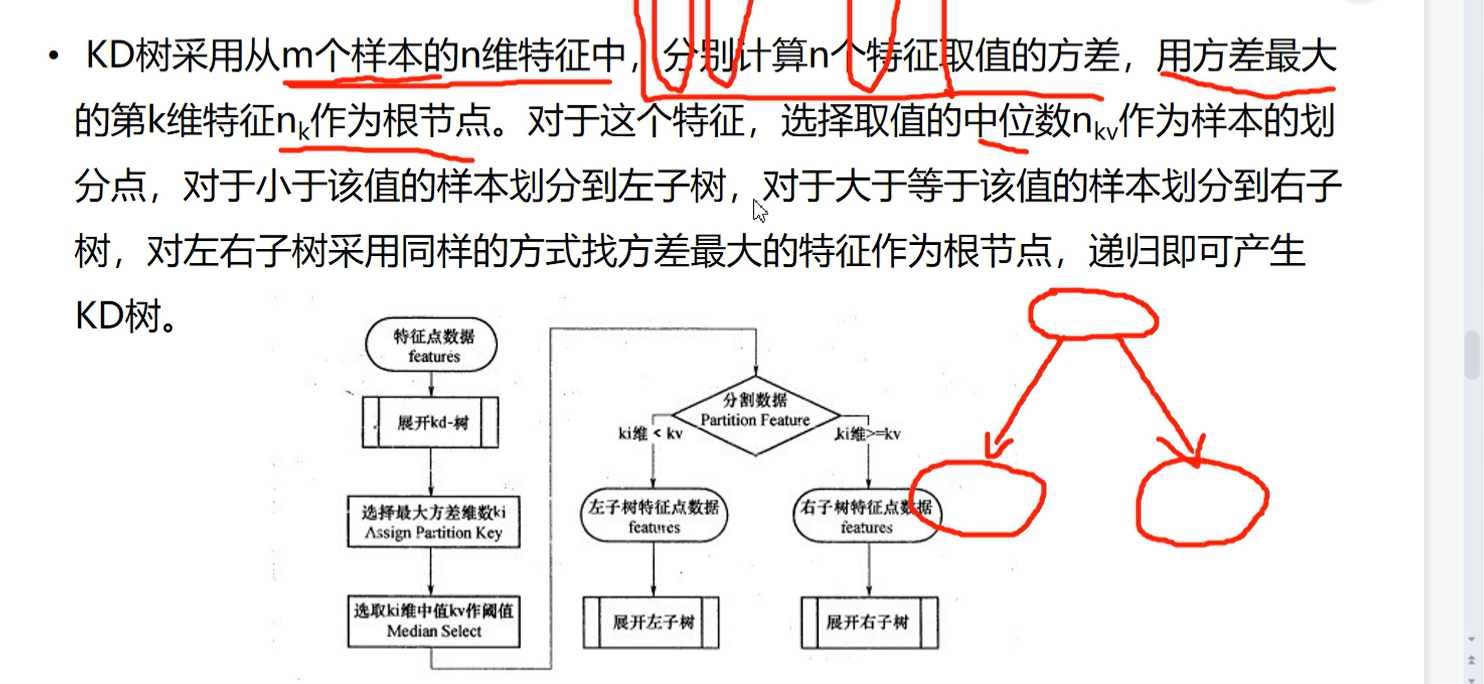 • KD树采用从m个样本的n维特征中，分别计算n个特征取值的方差，用方差最大
的第k维特征nk作为根节点。对于这个特征，选择取值的中位数nkv作为样本的划
分点，对于小于该值的样本划分到左子树，对于大于等于该值的样本划分到右子
树，对左右子树采用同样的方式找方差最大的特征作为根节点，递归即可产生
KD树。
特征点数据
features
展开kd-树
选择最大方差维数ki
Assign Partition Key
选取ki维中值kv作阈值
Median Select
分割数据
Partition Feature
ki维 < kv
ki维>=kv
左子树特征点数据
features
右子树特征点数据
features
展开左子树
展开右子树